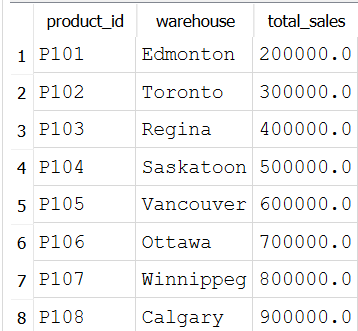 product_id warehouse total_sales
1 P101 Edmonton 200000.0
2 P102 Toronto 300000.0
3 P103 Regina 400000.0
4 P104 Saskatoon 500000.0
5 P105 Vancouver 600000.0
6 P106 Ottawa 700000.0
7 P107 Winnippeg 800000.0
8 P108 Calgary 900000.0